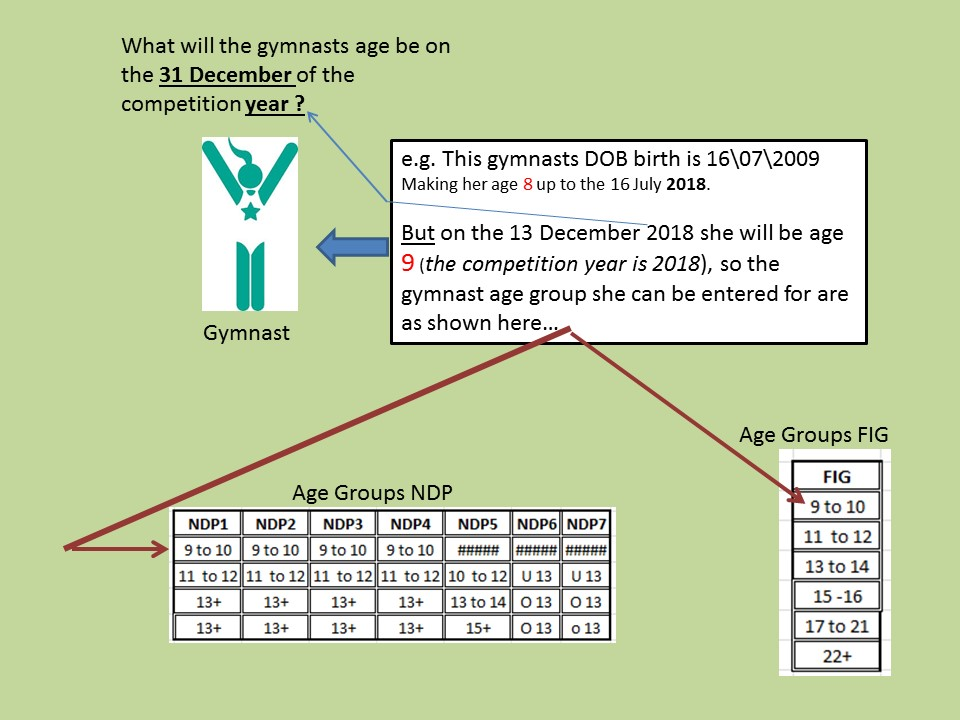 What will the gymnasts age be on
the 31 December of the
competition year ?
e.g. This gymnasts DOB birth is 16\07\2009
Making her age 8 up to the 16 July 2018.
But on the 13 December 2018 she will be age
9 (the competition year is 2018), so the
gymnast age group she can be entered for are
as shown here…
Gymnast
Age Groups NDP
NDP1 NDP2 NDP3 NDP4 NDP5 NDP6 NDP7
9 to 10 9 to 10 9 to 10 9 to 10 ##### ##### #####
11 to 12 11 to 12 11 to 12 11 to 12 10 to 12 U 13 U 13
13+ 13+ 13+ 13+ 13 to 14 O 13 O 13
13+ 13+ 13+ 13+ 15+ O 13 o 13
Age Groups FIG
FIG
9 to 10
11 to 12
13 to 14
15 -16
17 to 21
22+